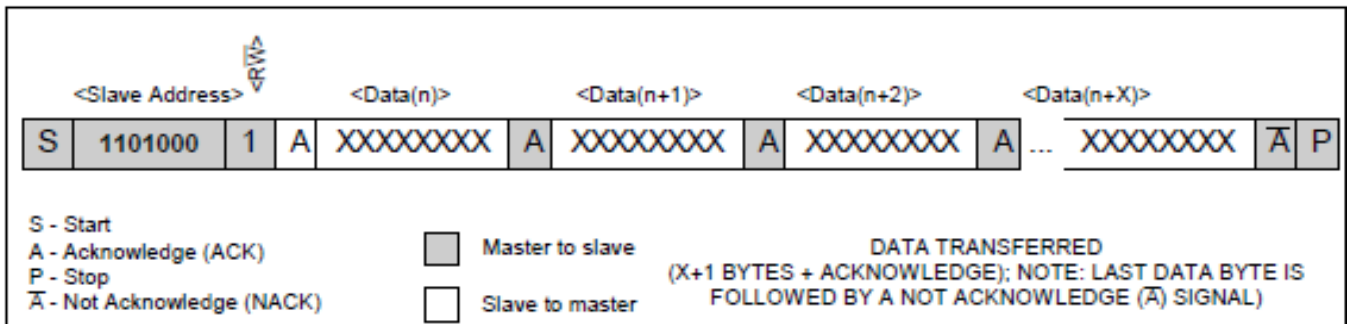 <R̅W̅>
<Slave Address> <Data(n)> <Data(n+1)> <Data(n+2)> <Data(n+X)>
S 1101000 1 A XXXXXXXX A XXXXXXXX A XXXXXXXX A ... XXXXXXXX A̅ P
S - Start
A - Acknowledge (ACK)
P - Stop
A̅ - Not Acknowledge (NACK)
Master to slave
Slave to master
DATA TRANSFERRED
(X+1 BYTES + ACKNOWLEDGE); NOTE: LAST DATA BYTE IS
FOLLOWED BY A NOT ACKNOWLEDGE (A̅) SIGNAL)